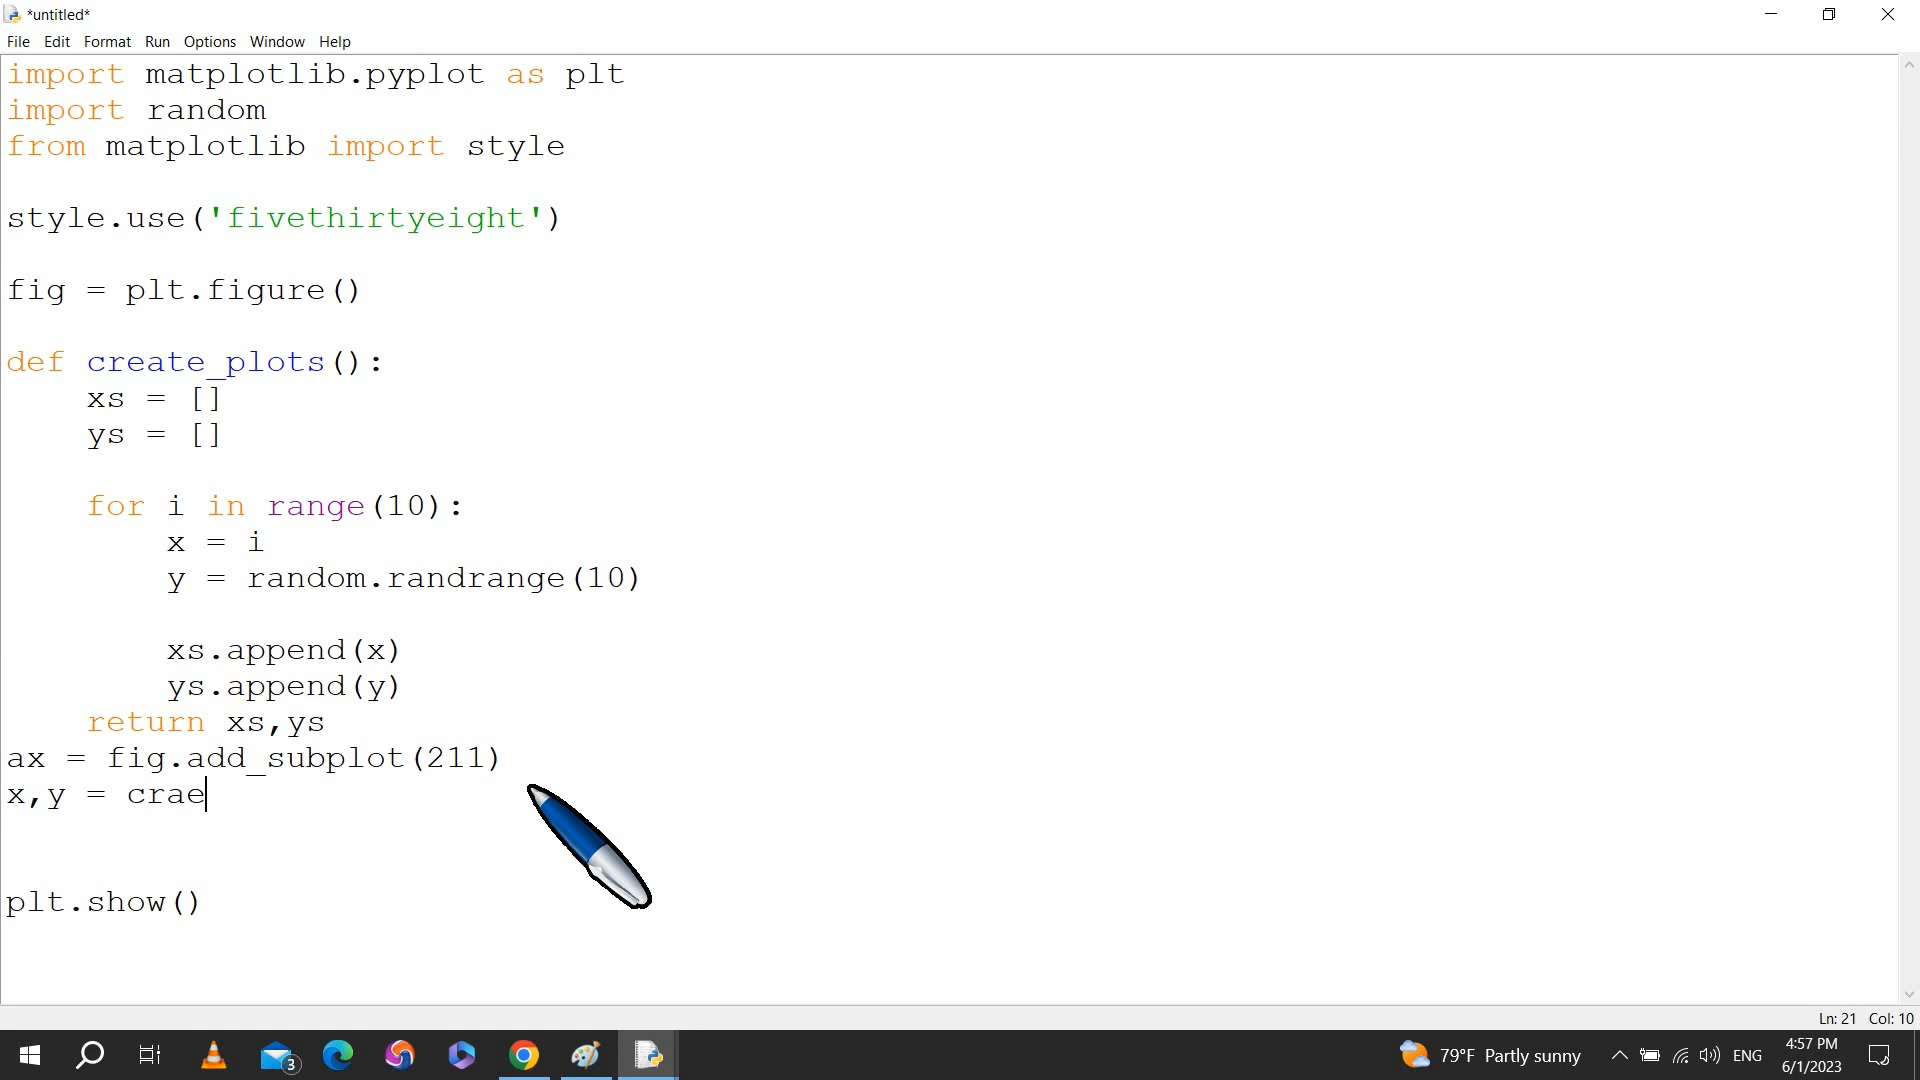 *untitled*
File Edit Format Run Options Window Help
import matplotlib.pyplot as plt
import random
from matplotlib import style
style.use('fivethirtyeight')
fig = plt.figure()
def create_plots():
    xs = []
    ys = []
    for i in range(10):
        x = i
        y = random.randrange(10)
        xs.append(x)
        ys.append(y)
    return xs,ys
ax = fig.add_subplot(211)
x,y = crae
plt.show()
Ln: 21 Col: 10
3
79°F Partly sunny
ENG
4:57 PM
6/1/2023